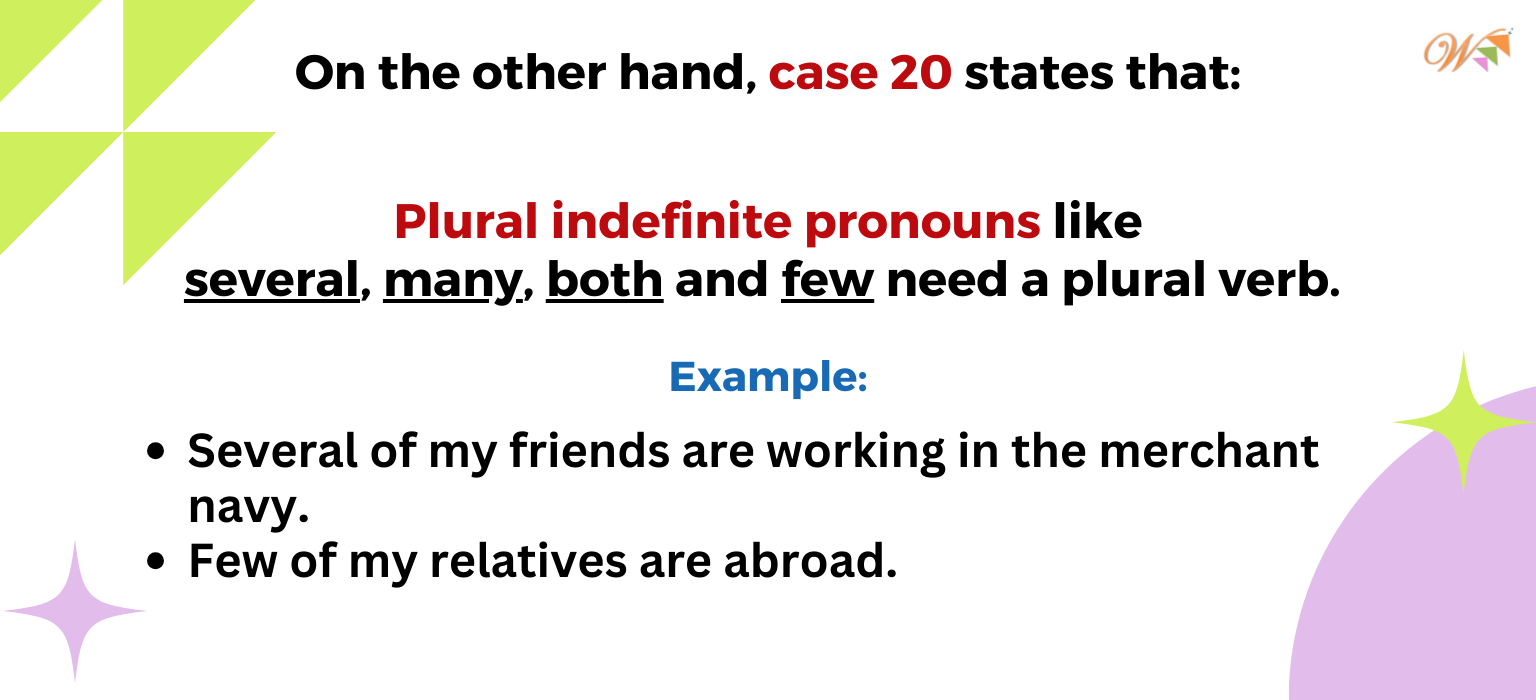 On the other hand, case 20 states that:
W
Plural indefinite pronouns like
several, many, both and few need a plural verb.
Example:
• Several of my friends are working in the merchant
navy.
• Few of my relatives are abroad.